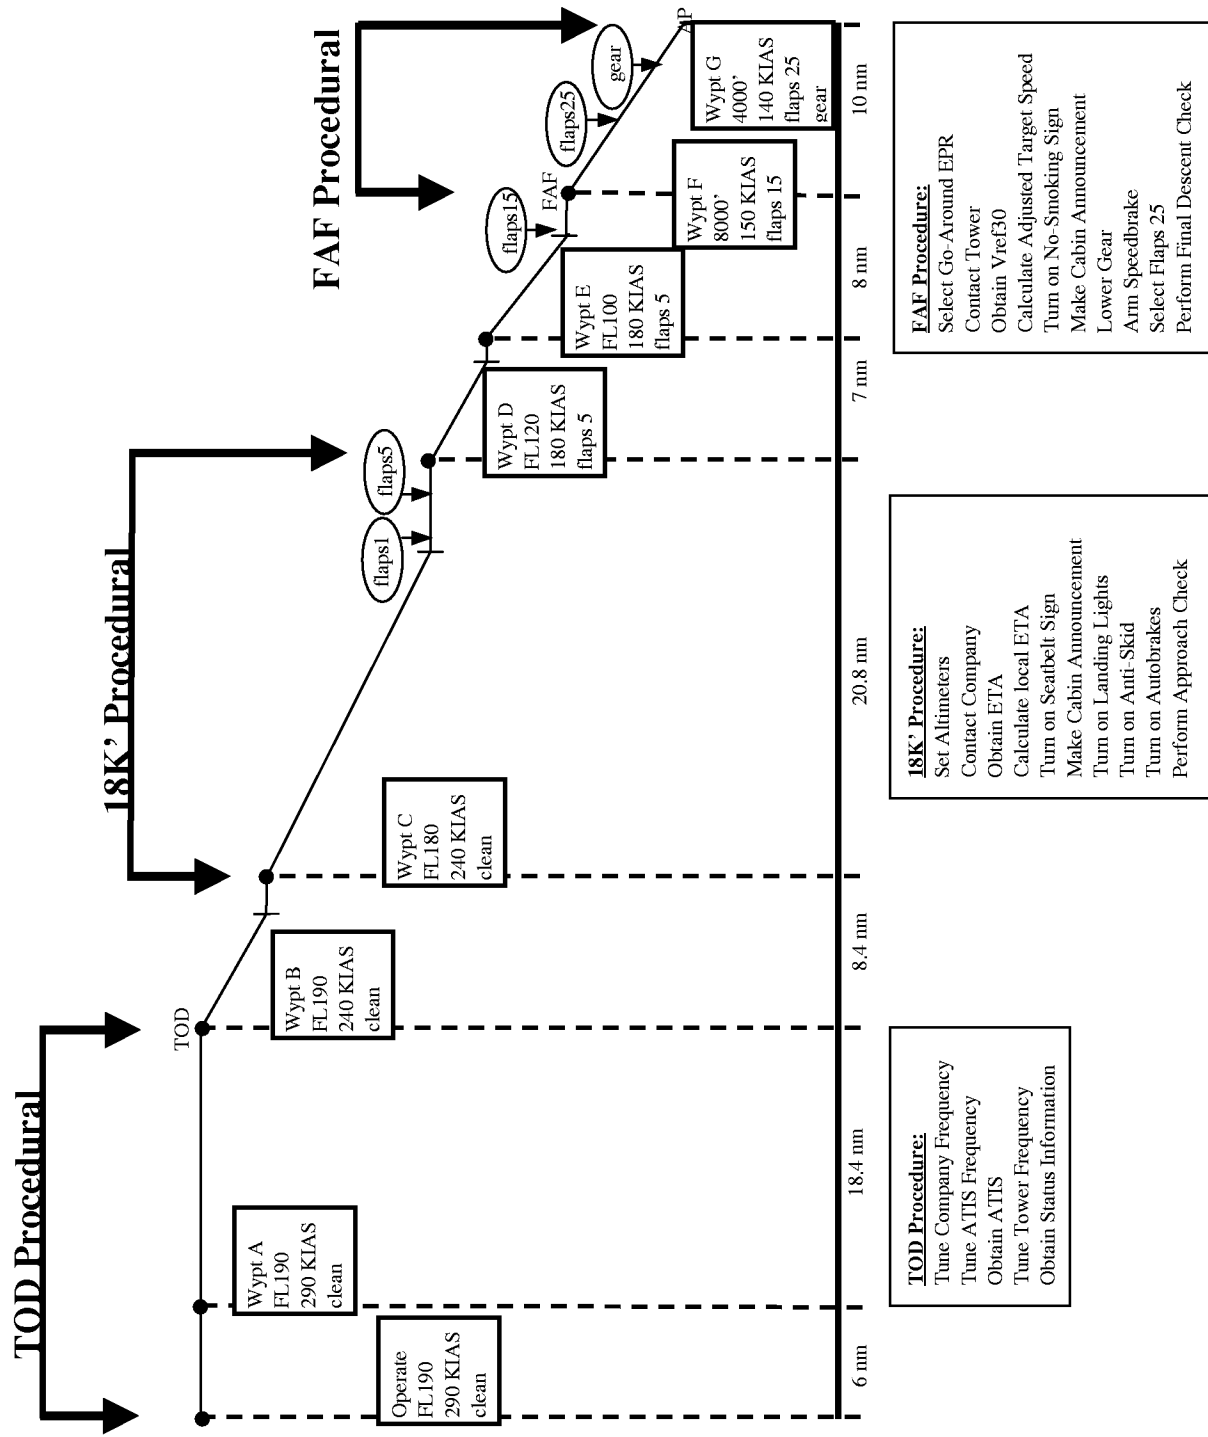 TOD Procedural
18K’ Procedural
FAF Procedural
TOD
flaps1
flaps5
flaps15
FAF
flaps25
gear
AP
Operate
FL190
290 KIAS
clean
Wypt A
FL190
290 KIAS
clean
Wypt B
FL190
240 KIAS
clean
Wypt C
FL180
240 KIAS
clean
Wypt D
FL120
180 KIAS
flaps 5
Wypt E
FL100
180 KIAS
flaps 5
Wypt F
8000’
150 KIAS
flaps 15
Wypt G
4000’
140 KIAS
flaps 25
gear
6 nm
18.4 nm
8.4 nm
20.8 nm
7 nm
8 nm
10 nm
TOD Procedure:
Tune Company Frequency
Tune ATIS Frequency
Obtain ATIS
Tune Tower Frequency
Obtain Status Information
18K’ Procedure:
Set Altimeters
Contact Company
Obtain ETA
Calculate local ETA
Turn on Seatbelt Sign
Make Cabin Announcement
Turn on Landing Lights
Turn on Anti-Skid
Turn on Autobrakes
Perform Approach Check
FAF Procedure:
Select Go-Around EPR
Contact Tower
Obtain Vref30
Calculate Adjusted Target Speed
Turn on No-Smoking Sign
Make Cabin Announcement
Lower Gear
Arm Speedbrake
Select Flaps 25
Perform Final Descent Check